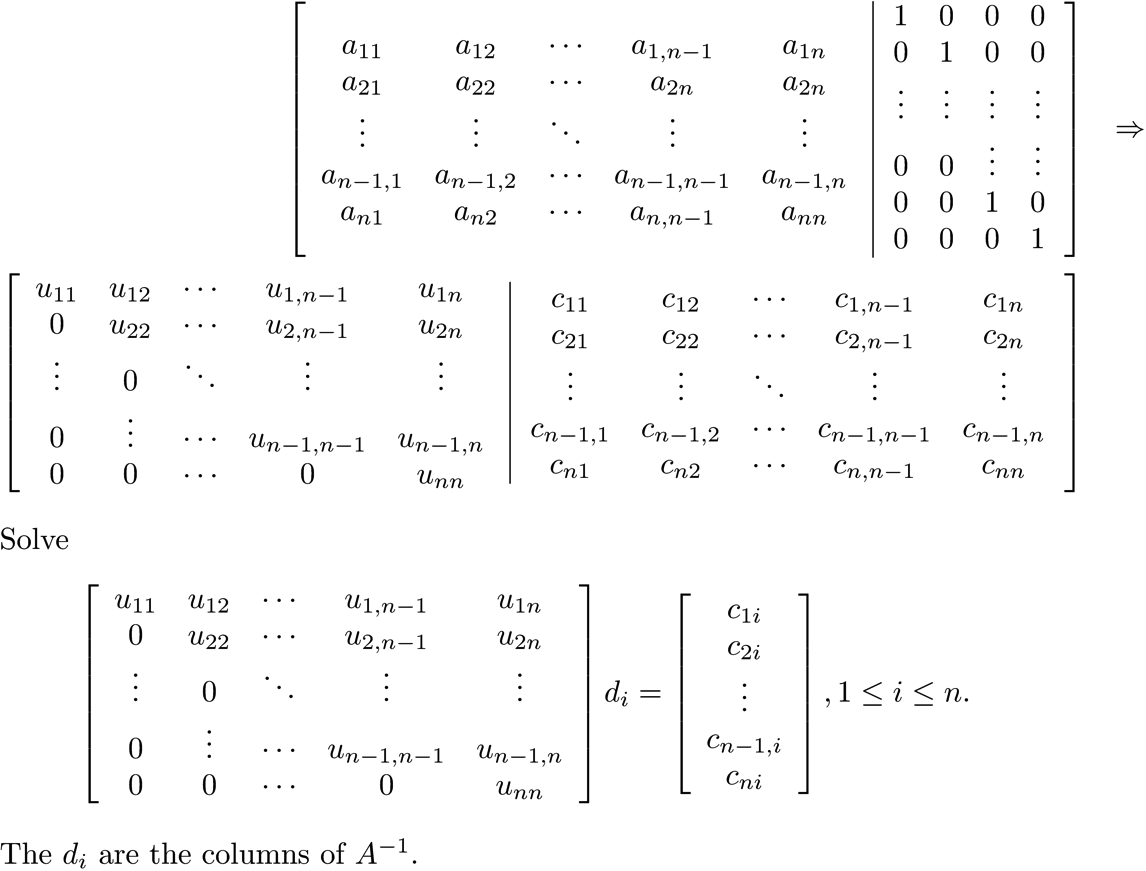 1 0 0 0
a_{11} a_{12} ⋯ a_{1,n−1} a_{1n} 0 1 0 0
a_{21} a_{22} ⋯ a_{2n} a_{2n} ⋮ ⋮ ⋮ ⋮
⋮ ⋮ ⋱ ⋮ ⋮ 0 0 ⋮ ⋮ ⇒
a_{n−1,1} a_{n−1,2} ⋯ a_{n−1,n−1} a_{n−1,n} 0 0 1 0
a_{n1} a_{n2} ⋯ a_{n,n−1} a_{nn} 0 0 0 1
u_{11} u_{12} ⋯ u_{1,n−1} u_{1n} c_{11} c_{12} ⋯ c_{1,n−1} c_{1n}
0 u_{22} ⋯ u_{2,n−1} u_{2n} c_{21} c_{22} ⋯ c_{2,n−1} c_{2n}
⋮ 0 ⋱ ⋮ ⋮ ⋮ ⋮ ⋱ ⋮ ⋮
0 ⋮ ⋯ u_{n−1,n−1} u_{n−1,n} c_{n−1,1} c_{n−1,2} ⋯ c_{n−1,n−1} c_{n−1,n}
0 0 ⋯ 0 u_{nn} c_{n1} c_{n2} ⋯ c_{n,n−1} c_{nn}
Solve
u_{11} u_{12} ⋯ u_{1,n−1} u_{1n} c_{1i}
0 u_{22} ⋯ u_{2,n−1} u_{2n} c_{2i}
⋮ 0 ⋱ ⋮ ⋮ d_i = ⋮ , 1 ≤ i ≤ n.
0 ⋮ ⋯ u_{n−1,n−1} u_{n−1,n} c_{n−1,i}
0 0 ⋯ 0 u_{nn} c_{ni}
The d_i are the columns of A^{−1}.